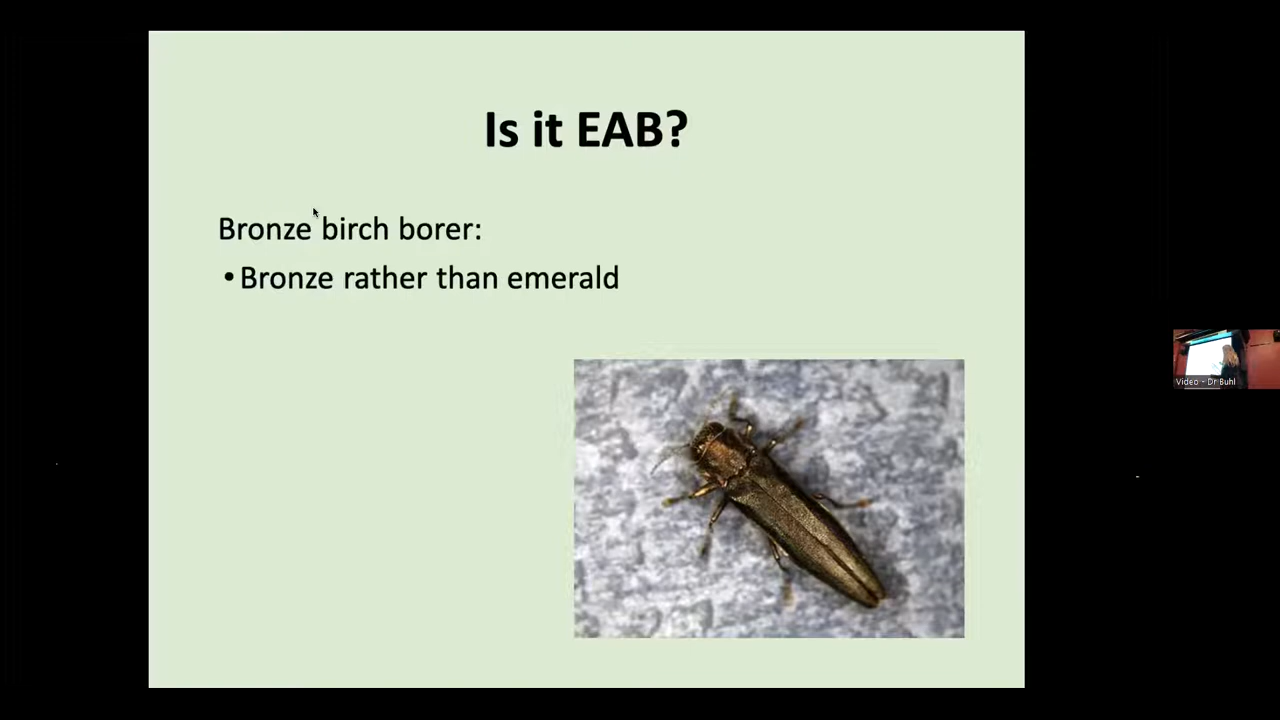 Is it EAB?
Bronze birch borer:
• Bronze rather than emerald
Video - Dr Buhl